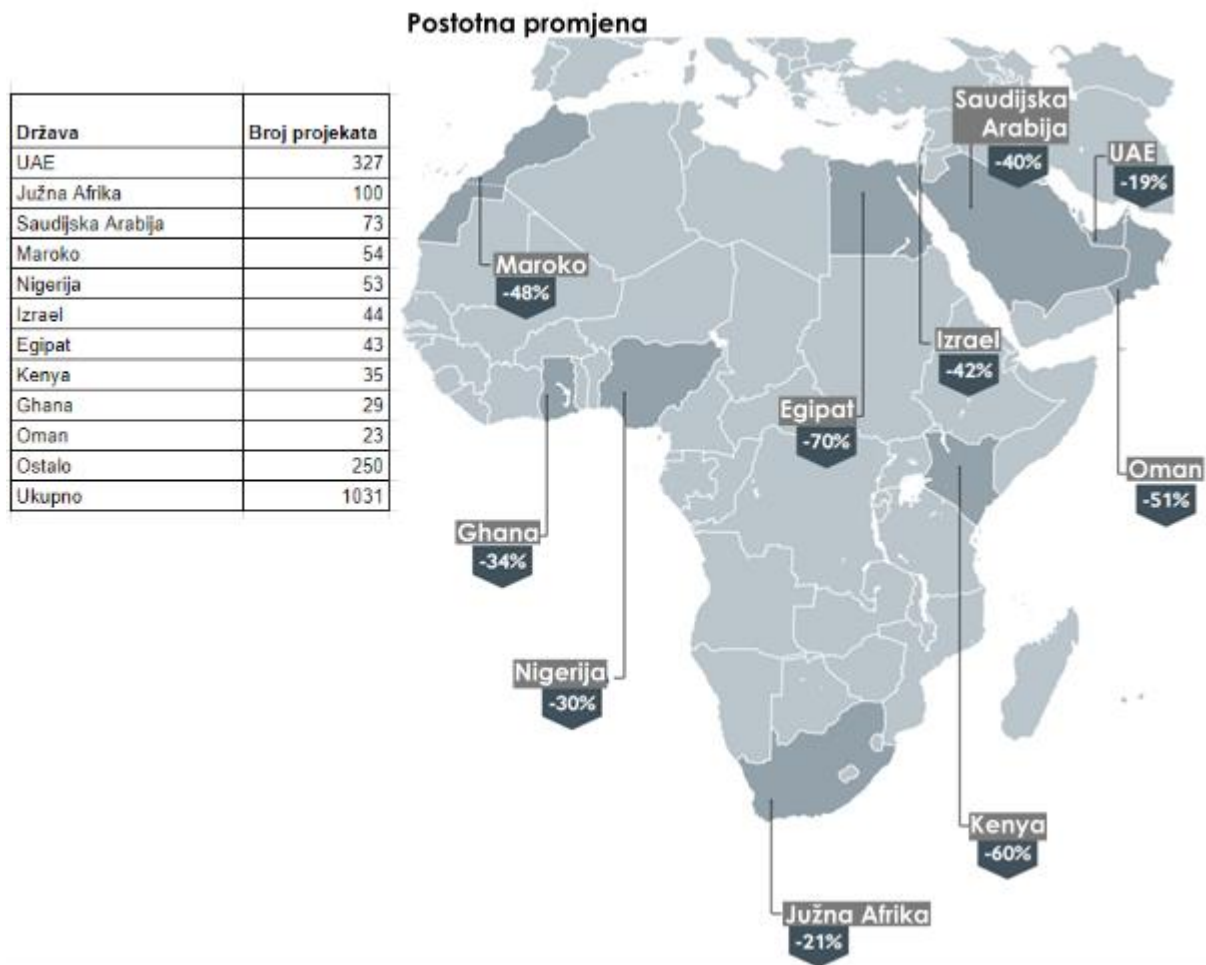 Postotna promjena
Država Broj projekata
UAE 327
Južna Afrika 100
Saudijska Arabija 73
Maroko 54
Nigerija 53
Izrael 44
Egipat 43
Kenya 35
Ghana 29
Oman 23
Ostalo 250
Ukupno 1031
Saudijska
Arabija
-40%
UAE
-19%
Maroko
-48%
Izrael
-42%
Egipat
-70%
Oman
-51%
Ghana
-34%
Nigerija
-30%
Kenya
-60%
Južna Afrika
-21%